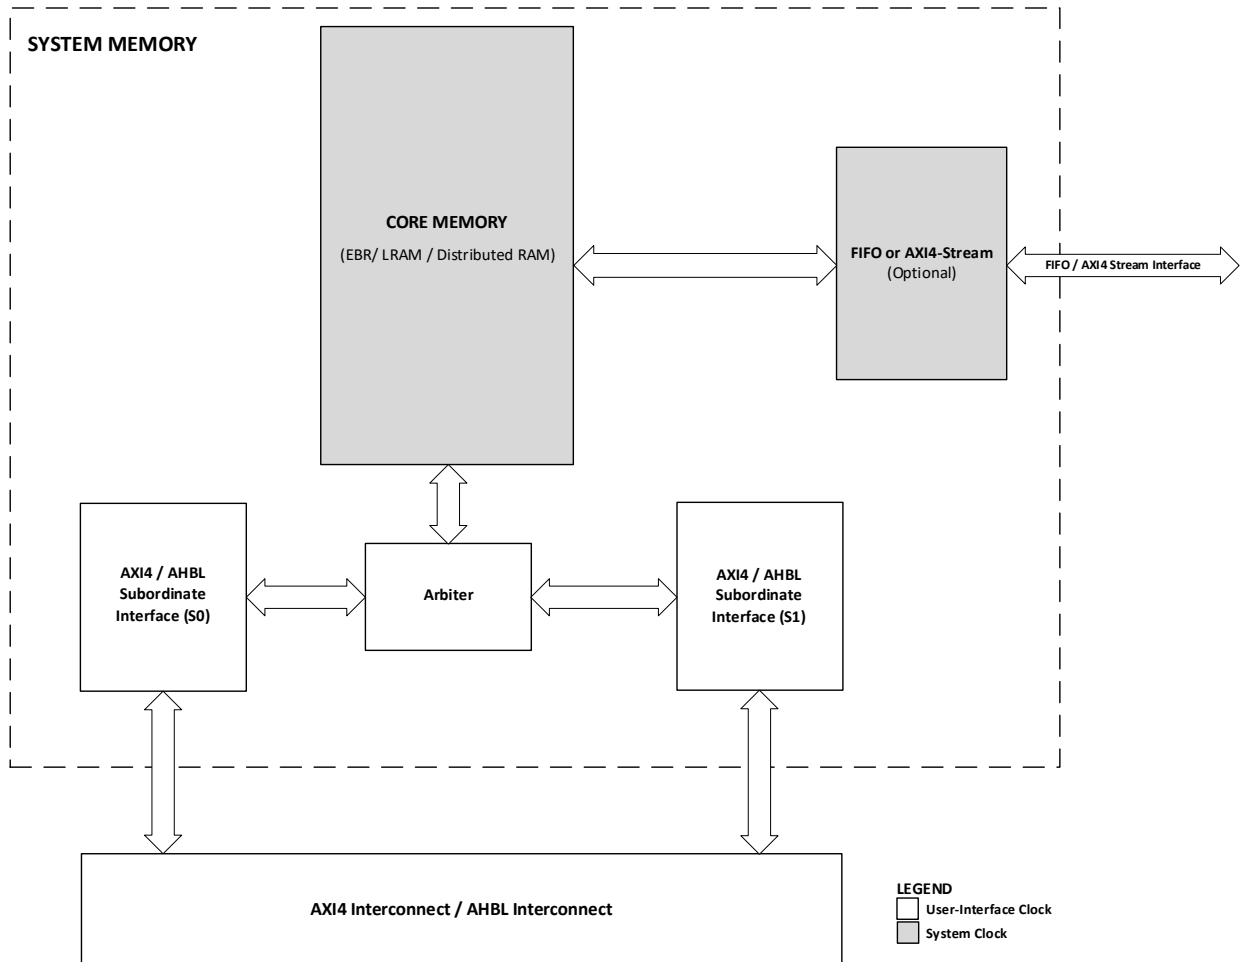 SYSTEM MEMORY
CORE MEMORY
(EBR/ LRAM / Distributed RAM)
FIFO or AXI4-Stream
(Optional)
FIFO / AXI4 Stream Interface
AXI4 / AHBL
Subordinate
Interface (S0)
Arbiter
AXI4 / AHBL
Subordinate
Interface (S1)
AXI4 Interconnect / AHBL Interconnect
LEGEND
User-Interface Clock
System Clock